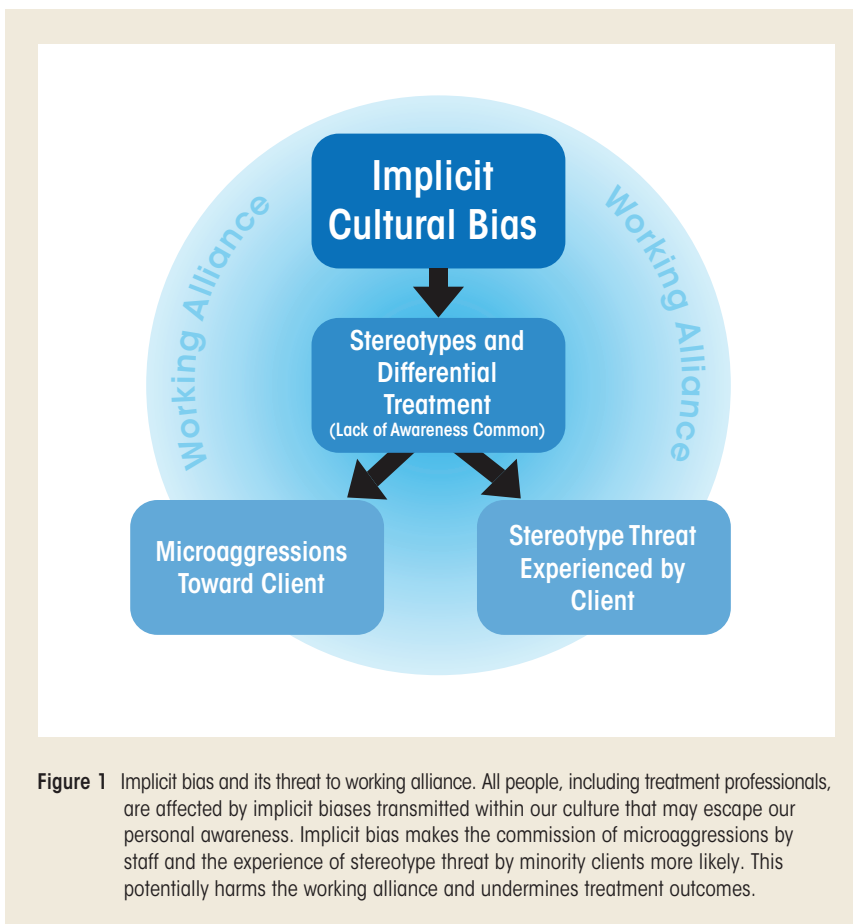 Implicit
Cultural Bias
Working Alliance
Working Alliance
Stereotypes and
Differential
Treatment
(Lack of Awareness Common)
Microaggressions
Toward Client
Stereotype Threat
Experienced by
Client
Figure 1 Implicit bias and its threat to working alliance. All people, including treatment professionals,
are affected by implicit biases transmitted within our culture that may escape our
personal awareness. Implicit bias makes the commission of microaggressions by
staff and the experience of stereotype threat by minority clients more likely. This
potentially harms the working alliance and undermines treatment outcomes.